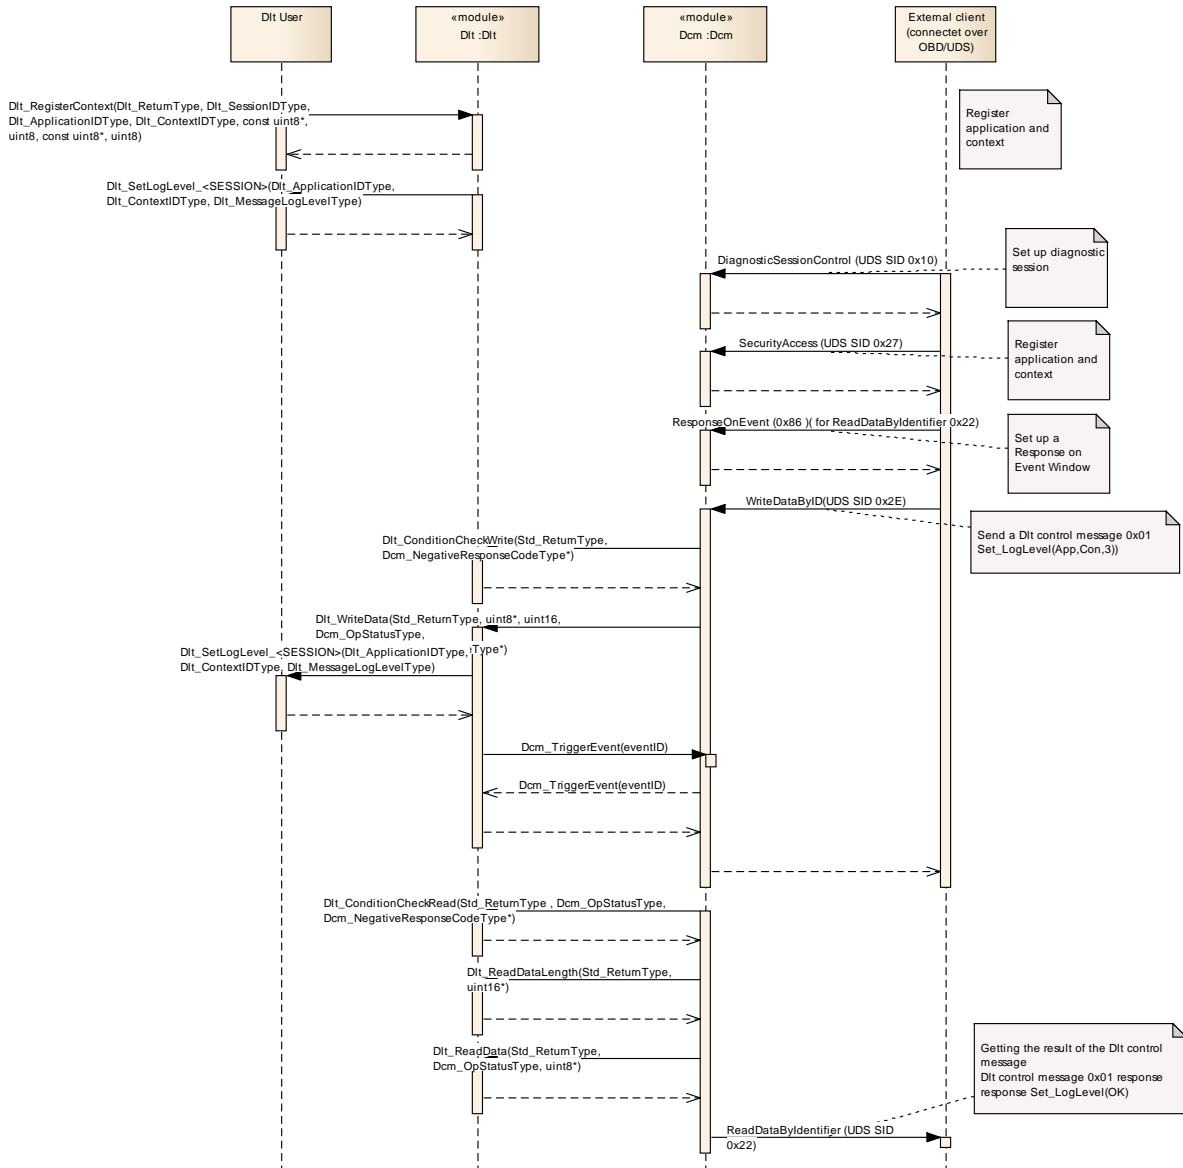 Dlt User
«module»
Dlt :Dlt
«module»
Dcm :Dcm
External client
(connectet over
OBD/UDS)
Dlt_RegisterContext(Dlt_ReturnType, Dlt_SessionIDType,
Dlt_ApplicationIDType, Dlt_ContextIDType, const uint8*,
uint8, const uint8*, uint8)
Register
application and
context
Dlt_SetLogLevel_<SESSION>(Dlt_ApplicationIDType,
Dlt_ContextIDType, Dlt_MessageLogLevelType)
DiagnosticSessionControl (UDS SID 0x10)
Set up diagnostic
session
SecurityAccess (UDS SID 0x27)
Register
application and
context
ResponseOnEvent (0x86 )( for ReadDataByIdentifier 0x22)
Set up a
Response on
Event Window
WriteDataByID(UDS SID 0x2E)
Send a Dlt control message 0x01
Set_LogLevel(App,Con,3))
Dlt_ConditionCheckWrite(Std_ReturnType,
Dcm_NegativeResponseCodeType*)
Dlt_WriteData(Std_ReturnType, uint8*, uint16,
Dcm_OpStatusType,
Type*)
Dlt_SetLogLevel_<SESSION>(Dlt_ApplicationIDType,
Dlt_ContextIDType, Dlt_MessageLogLevelType)
Dcm_TriggerEvent(eventID)
Dcm_TriggerEvent(eventID)
Dlt_ConditionCheckRead(Std_ReturnType , Dcm_OpStatusType,
Dcm_NegativeResponseCodeType*)
Dlt_ReadDataLength(Std_ReturnType,
uint16*)
Dlt_ReadData(Std_ReturnType,
Dcm_OpStatusType, uint8*)
Getting the result of the Dlt control
message
Dlt control message 0x01 response
response Set_LogLevel(OK)
ReadDataByIdentifier (UDS SID
0x22)